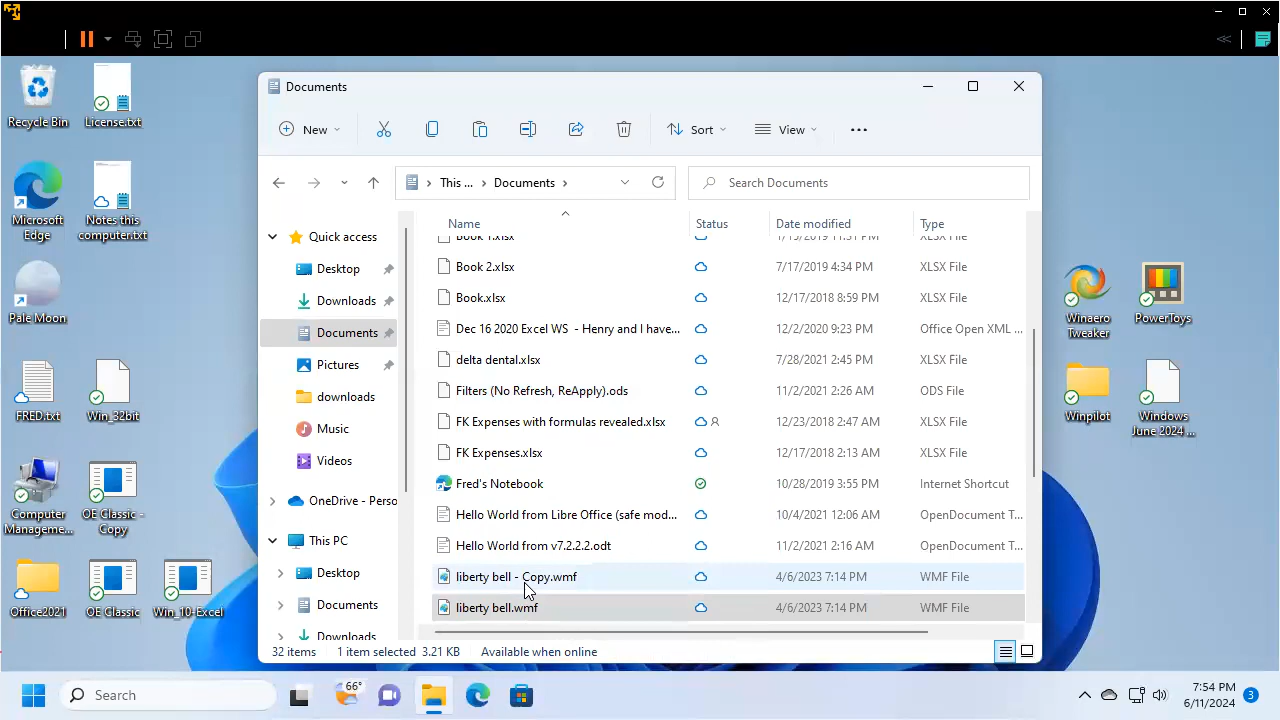 Recycle Bin
License.txt
Microsoft
Edge
Notes this
computer.txt
Pale Moon
FRED.txt
Win_32bit
Computer
Manageme...
OE Classic -
Copy
Office2021
OE Classic
Win_10-Excel
Documents
New
Sort
View
This ...
Documents
Search Documents
Quick access
Desktop
Downloads
Documents
Pictures
downloads
Music
Videos
OneDrive - Perso
This PC
Desktop
Documents
Downloads
Name Status Date modified Type
Book 1.xlsx 1/15/2019 11:51 PM XLSX File
Book 2.xlsx 7/17/2019 4:34 PM XLSX File
Book.xlsx 12/17/2018 8:59 PM XLSX File
Dec 16 2020 Excel WS - Henry and I have... 12/2/2020 9:23 PM Office Open XML ...
delta dental.xlsx 7/28/2021 2:45 PM XLSX File
Filters (No Refresh, ReApply).ods 11/2/2021 2:26 AM ODS File
FK Expenses with formulas revealed.xlsx 12/23/2018 2:47 AM XLSX File
FK Expenses.xlsx 12/17/2018 2:13 AM XLSX File
Fred's Notebook 10/28/2019 3:55 PM Internet Shortcut
Hello World from Libre Office (safe mod... 10/4/2021 12:06 AM OpenDocument T...
Hello World from v7.2.2.2.odt 11/2/2021 2:16 AM OpenDocument T...
liberty bell - Copy.wmf 4/6/2023 7:14 PM WMF File
liberty bell.wmf 4/6/2023 7:14 PM WMF File
32 items 1 item selected 3.21 KB Available when online
Winaero
Tweaker
PowerToys
Winpilot
Windows
June 2024 ...
Search
66°
7:54 PM
6/11/2024
3